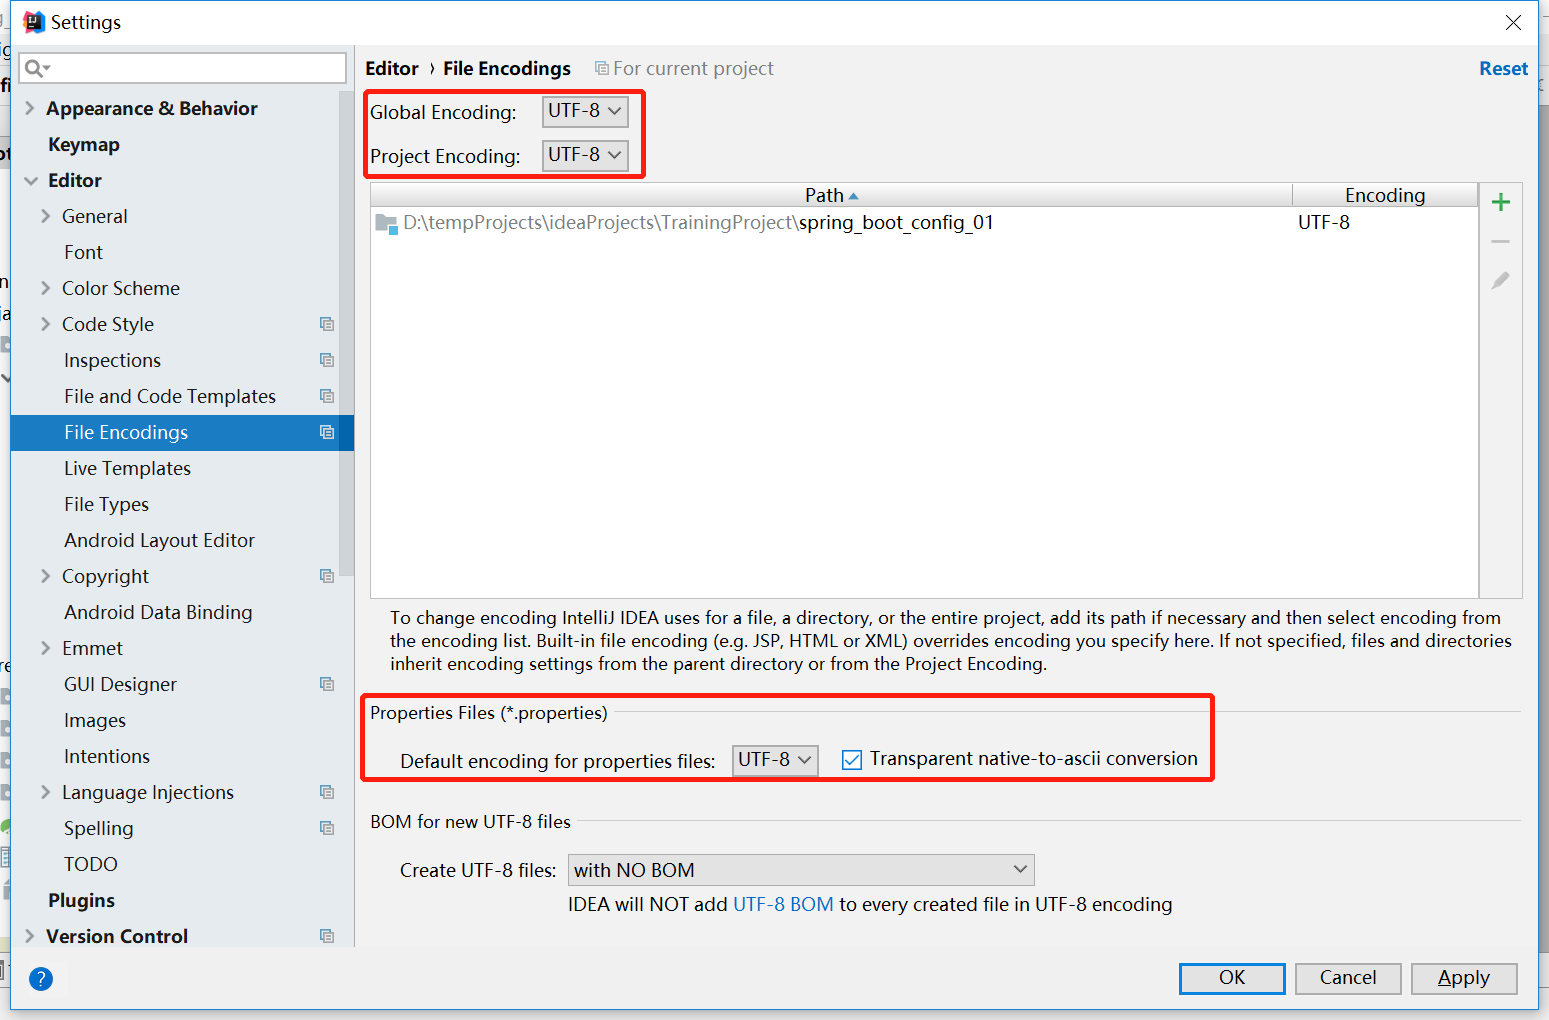 Settings
Editor › File Encodings For current project Reset
Appearance & Behavior
Keymap
Editor
General
Font
Color Scheme
Code Style
Inspections
File and Code Templates
File Encodings
Live Templates
File Types
Android Layout Editor
Copyright
Android Data Binding
Emmet
GUI Designer
Images
Intentions
Language Injections
Spelling
TODO
Plugins
Version Control
Global Encoding: UTF-8
Project Encoding: UTF-8
Path Encoding
D:\tempProjects\ideaProjects\TrainingProject\spring_boot_config_01 UTF-8
To change encoding IntelliJ IDEA uses for a file, a directory, or the entire project, add its path if necessary and then select encoding from
the encoding list. Built-in file encoding (e.g. JSP, HTML or XML) overrides encoding you specify here. If not specified, files and directories
inherit encoding settings from the parent directory or from the Project Encoding.
Properties Files (*.properties)
Default encoding for properties files: UTF-8 Transparent native-to-ascii conversion
BOM for new UTF-8 files
Create UTF-8 files: with NO BOM
IDEA will NOT add UTF-8 BOM to every created file in UTF-8 encoding
?
OK Cancel Apply